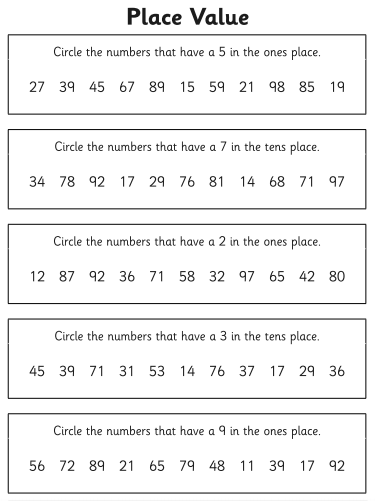 Place Value
Circle the numbers that have a 5 in the ones place.
27 39 45 67 89 15 59 21 98 85 19
Circle the numbers that have a 7 in the tens place.
34 78 92 17 29 76 81 14 68 71 97
Circle the numbers that have a 2 in the ones place.
12 87 92 36 71 58 32 97 65 42 80
Circle the numbers that have a 3 in the tens place.
45 39 71 31 53 14 76 37 17 29 36
Circle the numbers that have a 9 in the ones place.
56 72 89 21 65 79 48 11 39 17 92